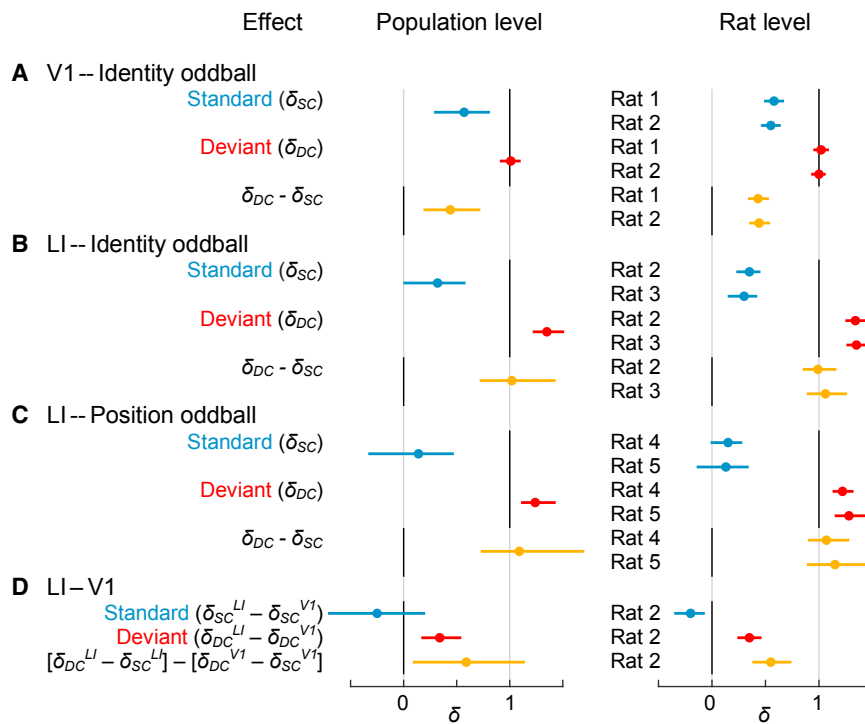 Effect Population level Rat level
A V1 -- Identity oddball
Standard (δSC) Rat 1
Rat 2
Deviant (δDC) Rat 1
Rat 2
δDC - δSC Rat 1
Rat 2
B LI -- Identity oddball
Standard (δSC) Rat 2
Rat 3
Deviant (δDC) Rat 2
Rat 3
δDC - δSC Rat 2
Rat 3
C LI -- Position oddball
Standard (δSC) Rat 4
Rat 5
Deviant (δDC) Rat 4
Rat 5
δDC - δSC Rat 4
Rat 5
D LI – V1
Standard (δSC^LI – δSC^V1) Rat 2
Deviant (δDC^LI – δDC^V1) Rat 2
[δDC^LI – δSC^LI] – [δDC^V1 – δSC^V1] Rat 2
0 1 0 1
δ δ